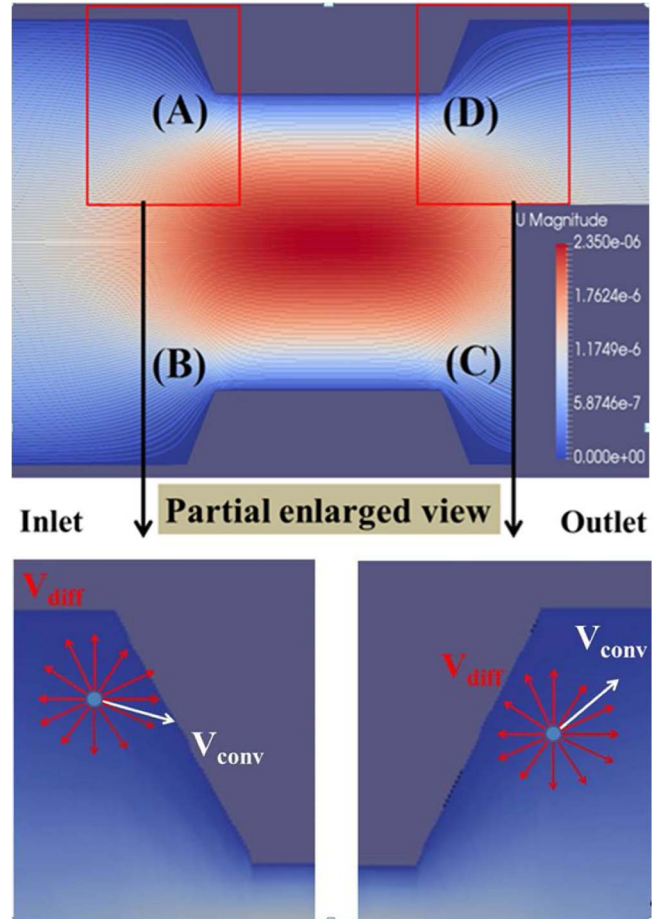 (A)
(D)
U Magnitude
2.350e-06
1.7624e-6
1.1749e-6
5.8746e-7
0.000e+00
(B)
(C)
Inlet
Partial enlarged view
Outlet
Vdiff
Vconv
Vdiff
Vconv